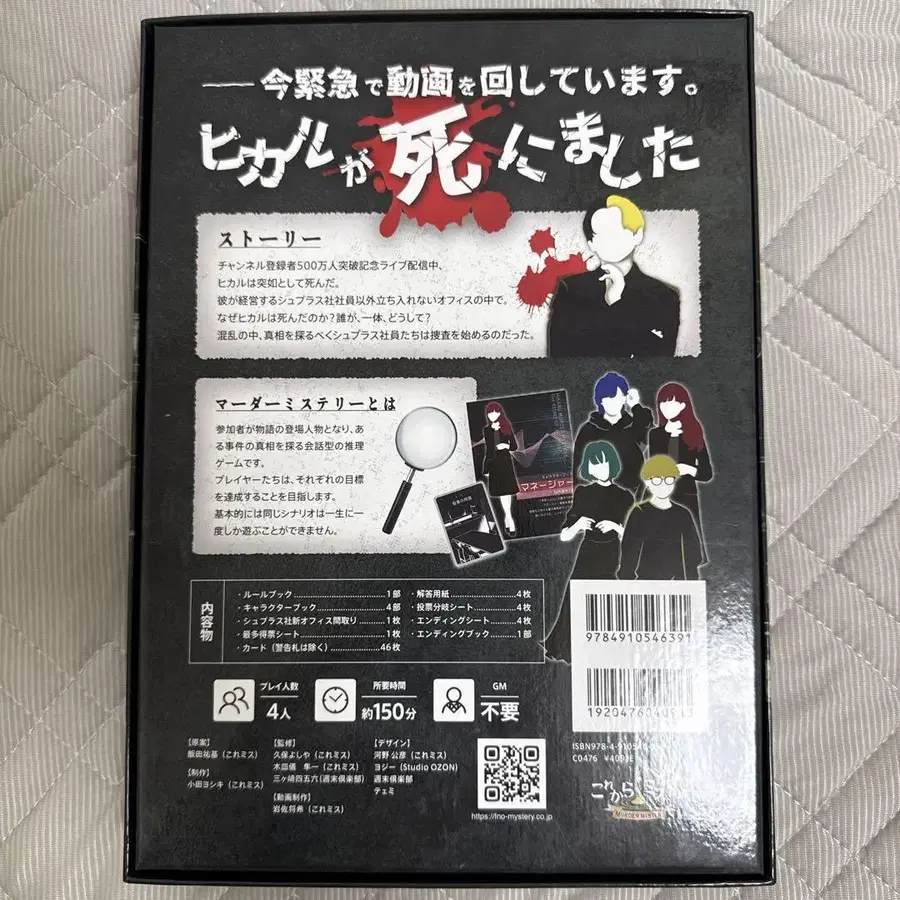 ——今緊急で動画を回しています。
ヒカルが死にました
ストーリー
チャンネル登録者500万人突破記念ライブ配信中、
ヒカルは突如として死んだ。
彼が経営するシュプラス社社員以外立ち入れないオフィスの中で。
なぜヒカルは死んだのか？誰が、一体、どうして？
混乱の中、真相を探るべくシュプラス社員たちは捜査を始めるのだった。
マーダーミステリーとは
参加者が物語の登場人物となり、あ
る事件の真相を探る会話型の推理
ゲームです。
プレイヤーたちは、それぞれの目標
を達成することを目指します。
基本的には同じシナリオは一生に一
度しか遊ぶことができません。
マネージャー
内容物
・ルールブック 1部
・キャラクターブック 4部
・シュプラス社新オフィス間取り 1枚
・最多得票シート 1枚
・カード（警告札は除く） 46枚
・解答用紙 4枚
・投票分岐シート 4枚
・エンディングシート 4枚
・エンディングブック 1部
プレイ人数
4人
所要時間
約150分
GM
不要
9784910546391
【原案】
飯田祐基（これミス）
【制作】
小田ヨシキ（これミス）
【監修】
久保よしや（これミス）
木皿儀 隼一（これミス）
三ヶ崎四五六（週末倶楽部）
【動画制作】
岩佐将希（これミス）
【デザイン】
河野 公彦（これミス）
ヨジー（Studio OZON）
週末倶楽部
テェミ
https://fno-mystery.co.jp
ISBN978-4-9105
C0476
これからミス
MURDER MYSTER